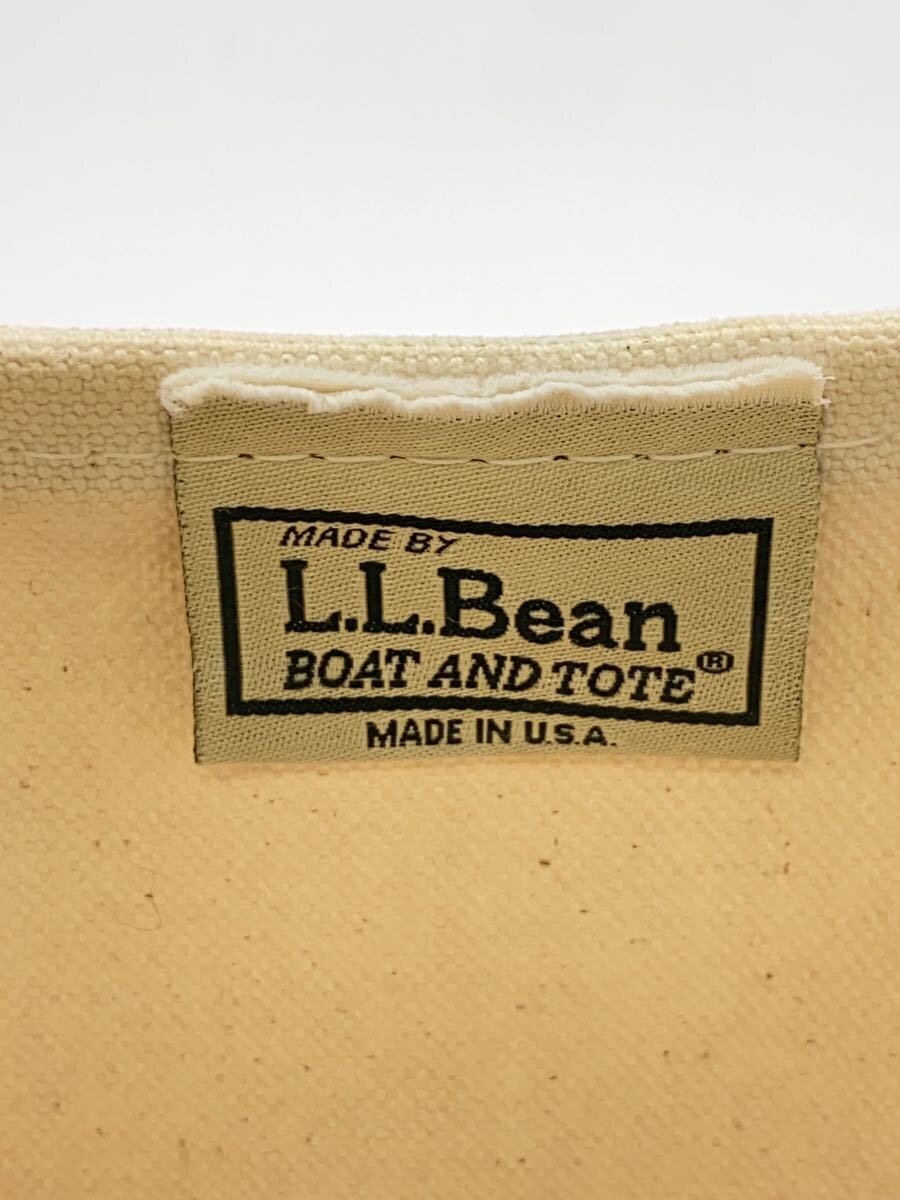 MADE BY
L.L.Bean
BOAT AND TOTE®
MADE IN U.S.A.